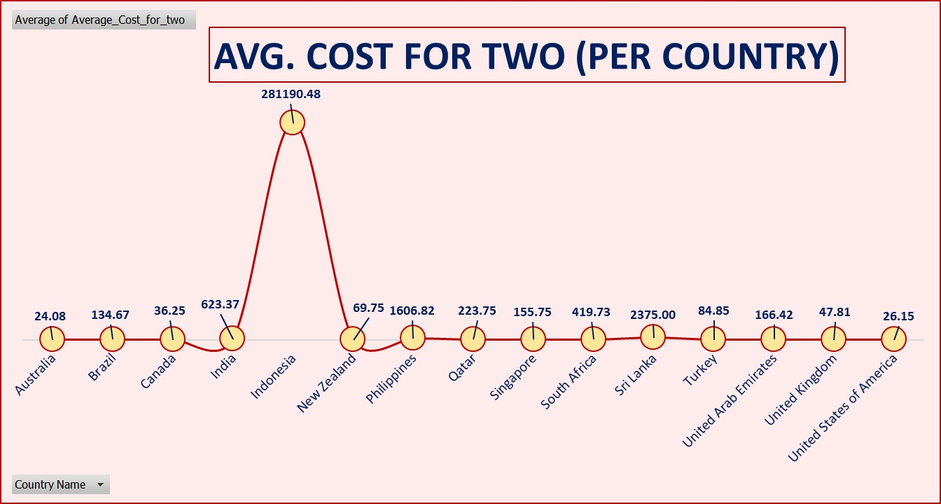 Average of Average_Cost_for_two
AVG. COST FOR TWO (PER COUNTRY)
281190.48
24.08
134.67
36.25
623.37
69.75
1606.82
223.75
155.75
419.73
2375.00
84.85
166.42
47.81
26.15
Australia
Brazil
Canada
India
Indonesia
New Zealand
Philippines
Qatar
Singapore
South Africa
Sri Lanka
Turkey
United Arab Emirates
United Kingdom
United States of America
Country Name